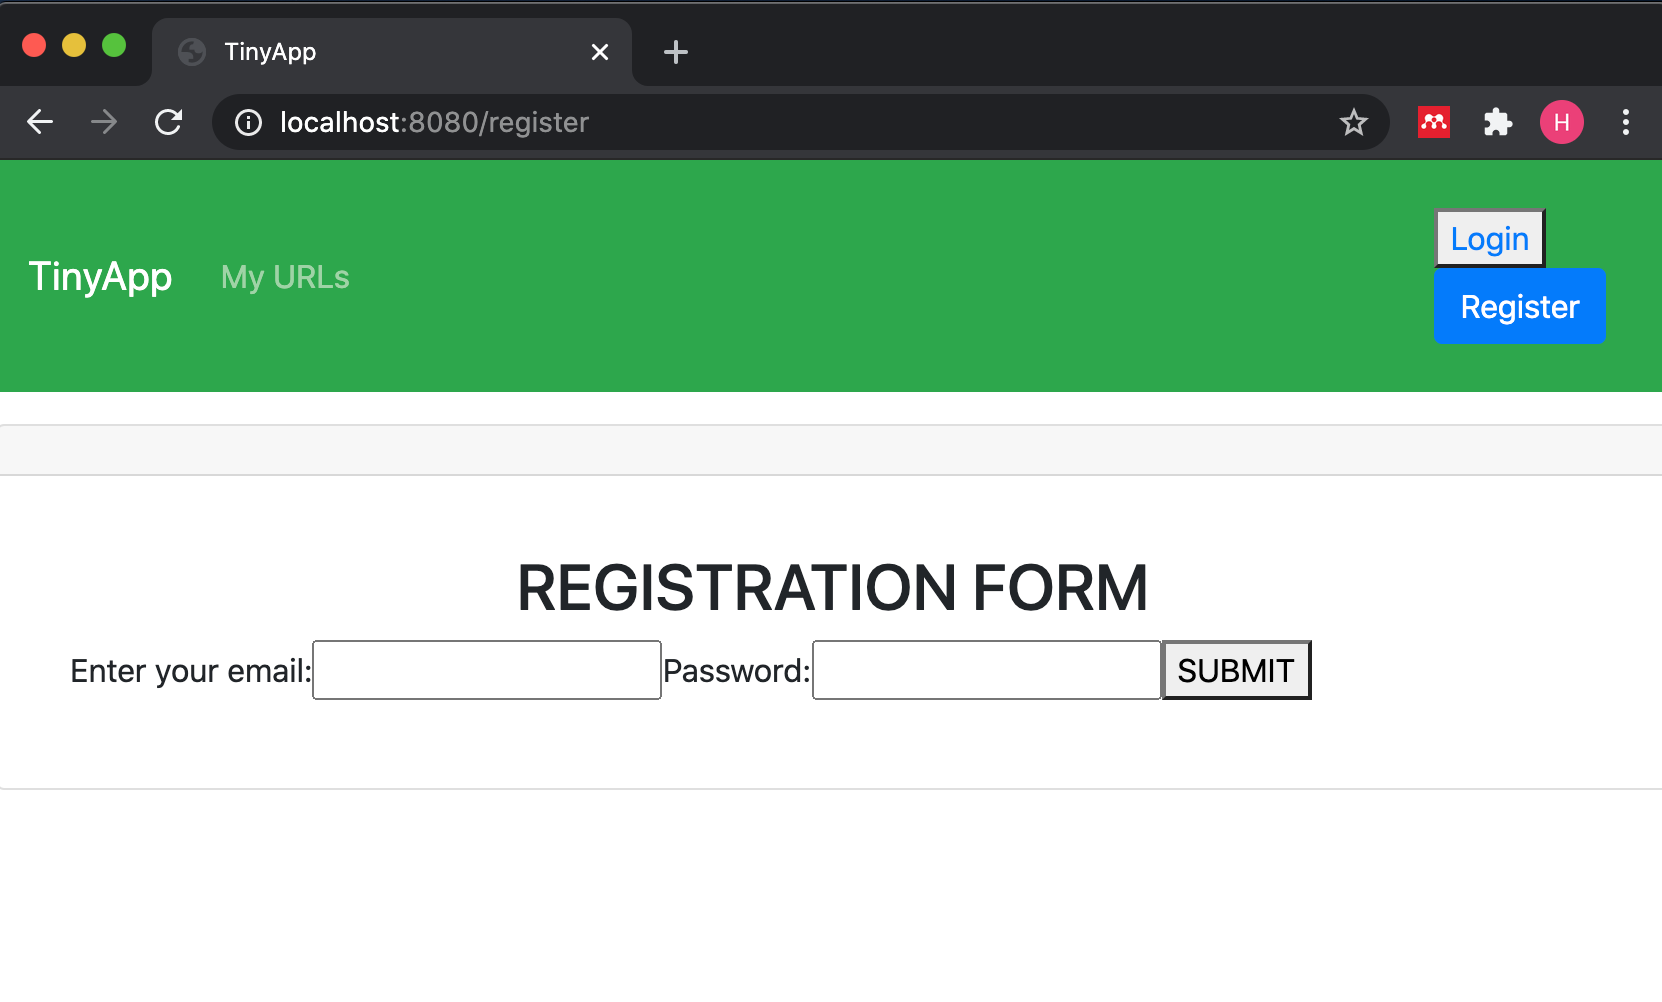 TinyApp
localhost:8080/register
H
TinyApp My URLs
Login
Register
REGISTRATION FORM
Enter your email: Password: SUBMIT